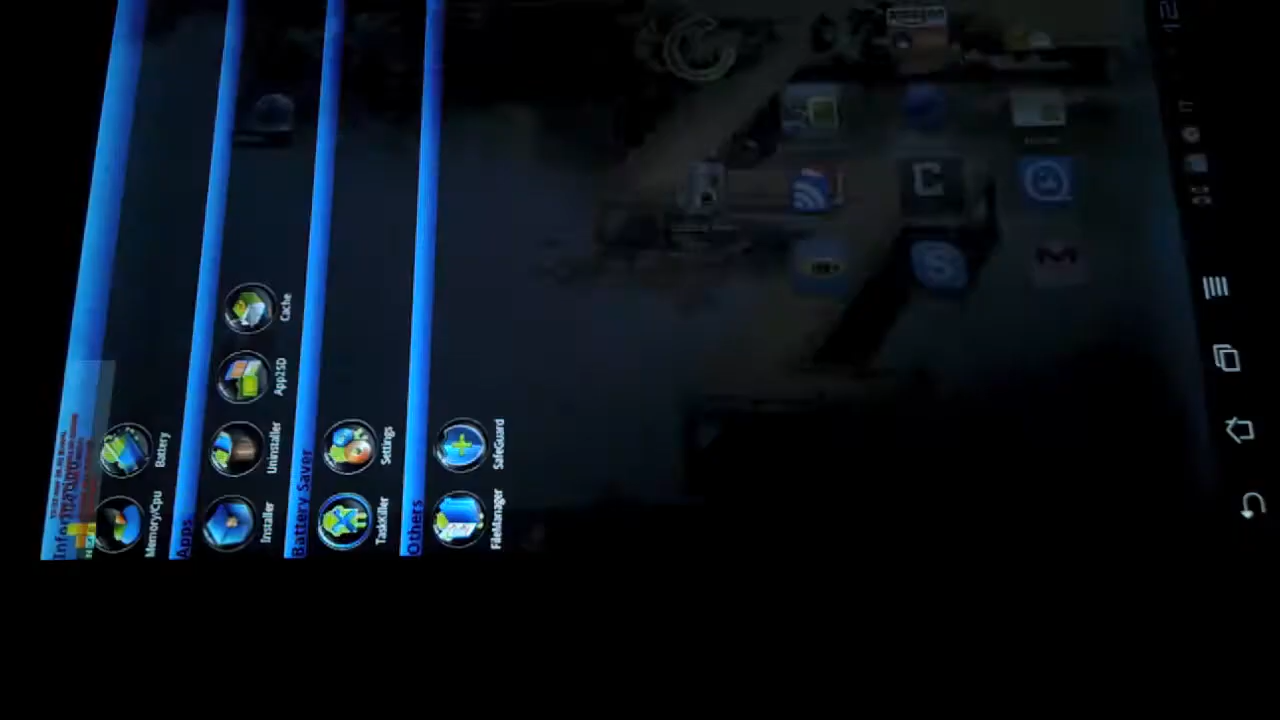 Information
Memory/Cpu
Battery
Apps
Installer
Uninstaller
App2SD
Cache
Battery Saver
TaskKiller
Settings
Others
FileManager
SafeGuard